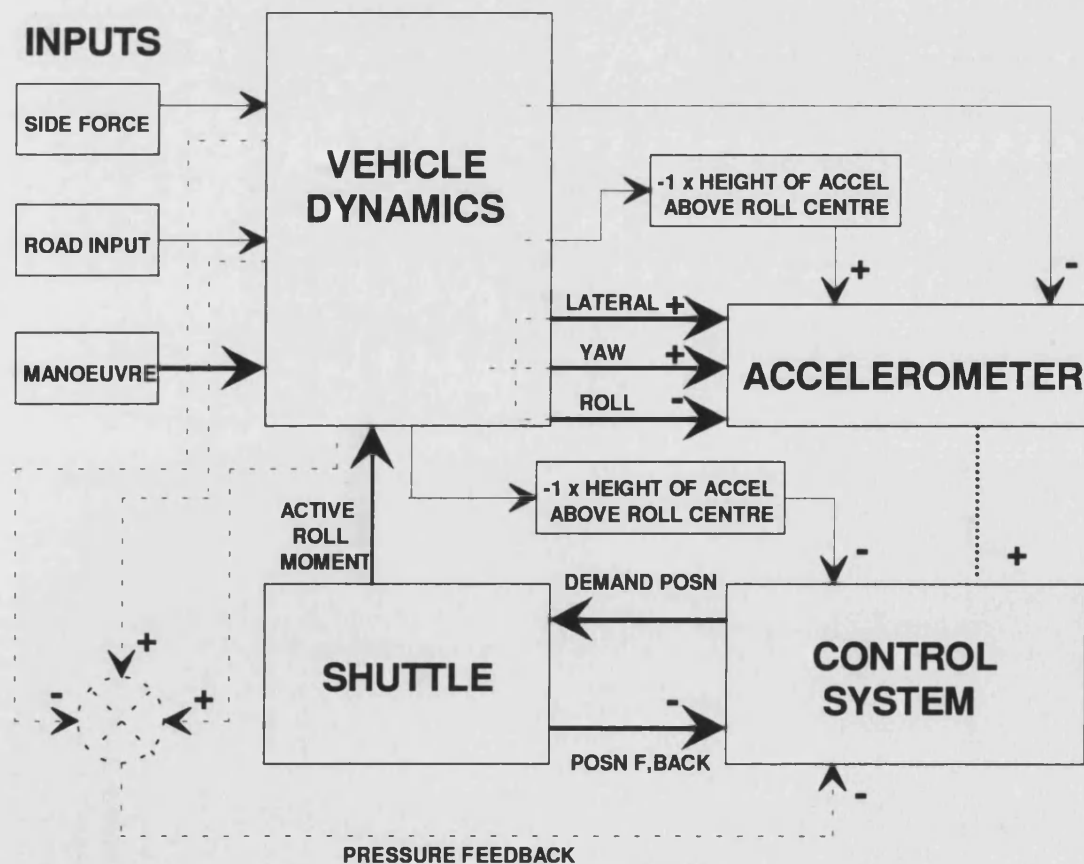 INPUTS
SIDE FORCE
ROAD INPUT
MANOEUVRE
VEHICLE
DYNAMICS
-1 x HEIGHT OF ACCEL
ABOVE ROLL CENTRE
+
-
LATERAL +
YAW +
ROLL -
ACCELEROMETER
ACTIVE
ROLL
MOMENT
-1 x HEIGHT OF ACCEL
ABOVE ROLL CENTRE
-
+
DEMAND POSN
SHUTTLE
CONTROL
SYSTEM
-
POSN F,BACK
+
-
+
-
PRESSURE FEEDBACK